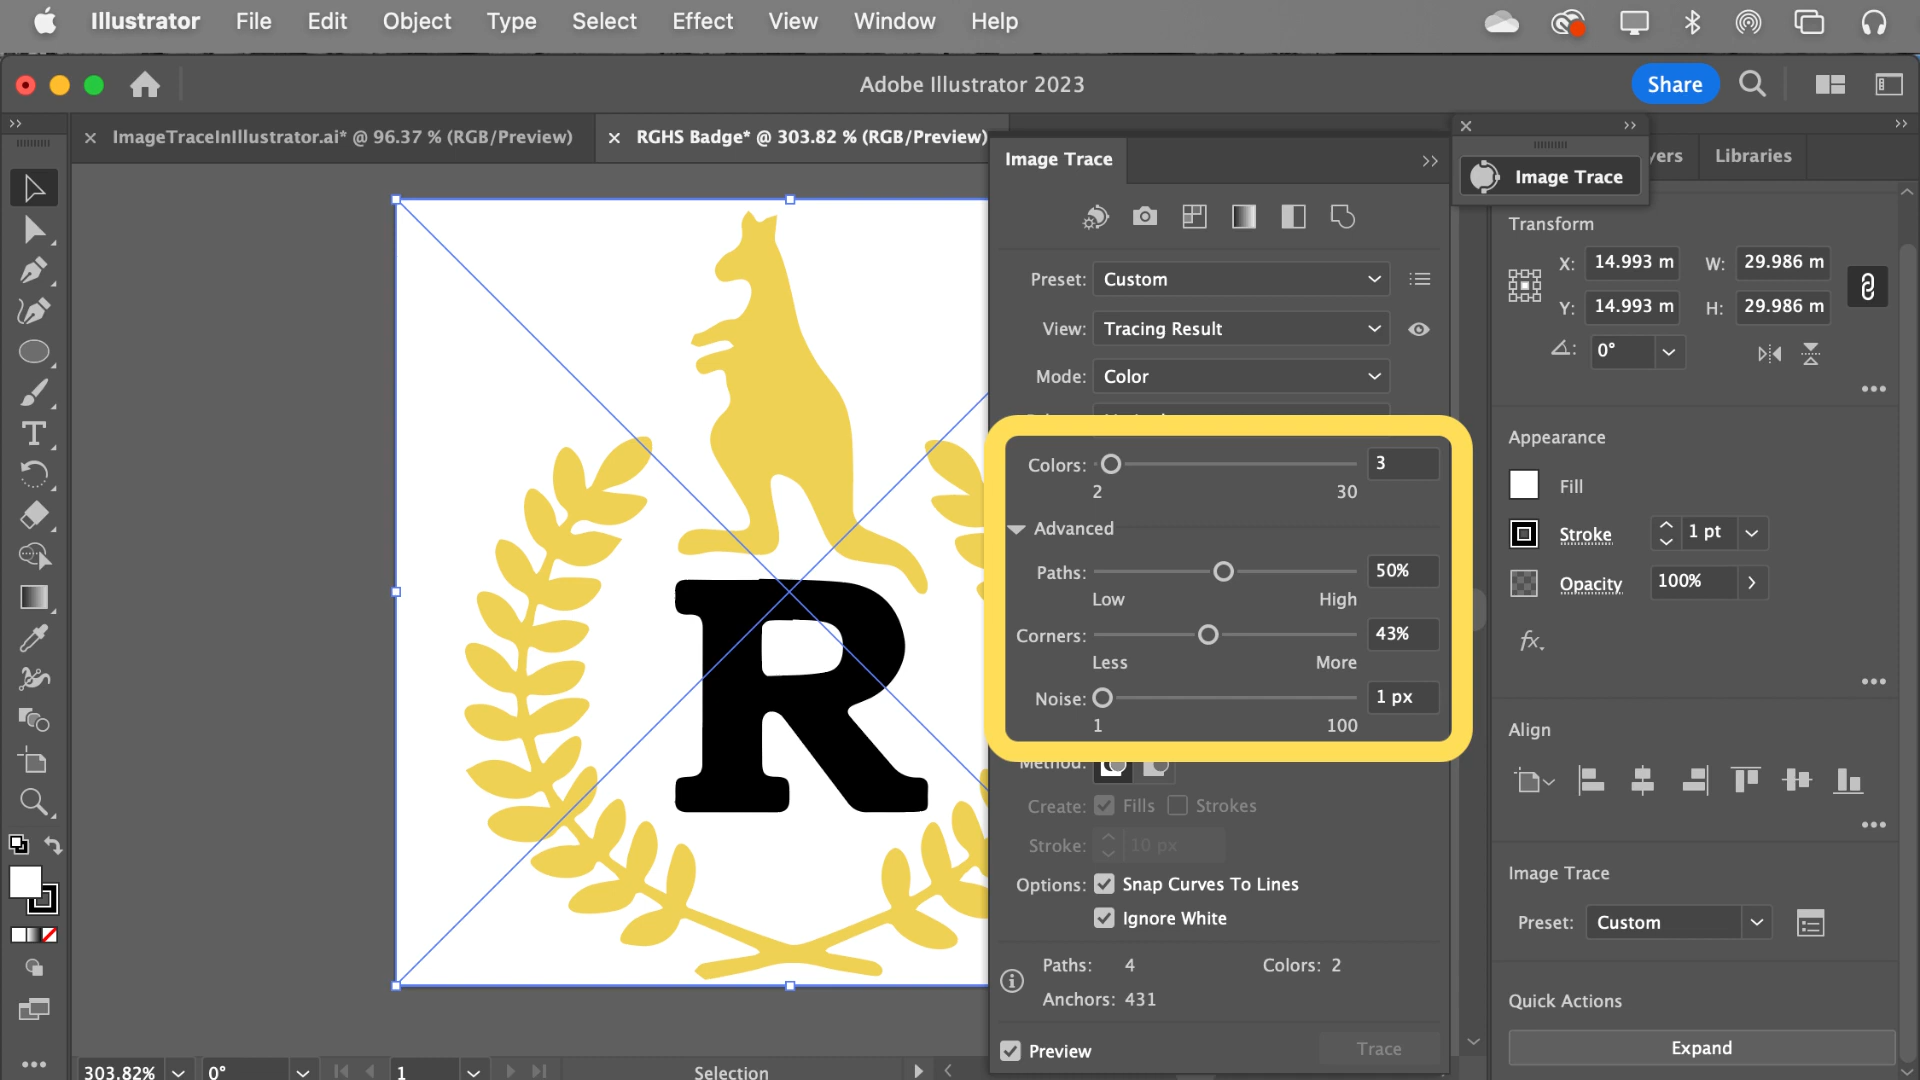 Illustrator File Edit Object Type Select Effect View Window Help
Adobe Illustrator 2023
Share
ImageTraceInIllustrator.ai* @ 96.37 % (RGB/Preview)
RGHS Badge* @ 303.82 % (RGB/Preview)
Image Trace
Image Trace
Libraries
Preset: Custom
View: Tracing Result
Mode: Color
Colors: 3
2 30
Advanced
Paths: 50%
Low High
Corners: 43%
Less More
Noise: 1 px
1 100
Method:
Create: Fills Strokes
Stroke: 10 px
Options: Snap Curves To Lines
Ignore White
Paths: 4 Colors: 2
Anchors: 431
Preview
Trace
R
Transform
X: 14.993 m W: 29.986 m
Y: 14.993 m H: 29.986 m
0°
Appearance
Fill
Stroke 1 pt
Opacity 100%
fx
Align
Image Trace
Preset: Custom
Quick Actions
Expand
303.82% 0° 1 Selection